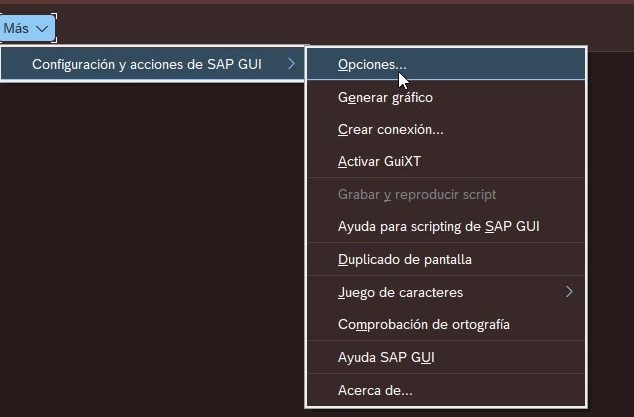 Más
Configuración y acciones de SAP GUI
Opciones...
Generar gráfico
Crear conexión...
Activar GuiXT
Grabar y reproducir script
Ayuda para scripting de SAP GUI
Duplicado de pantalla
Juego de caracteres
Comprobación de ortografía
Ayuda SAP GUI
Acerca de...